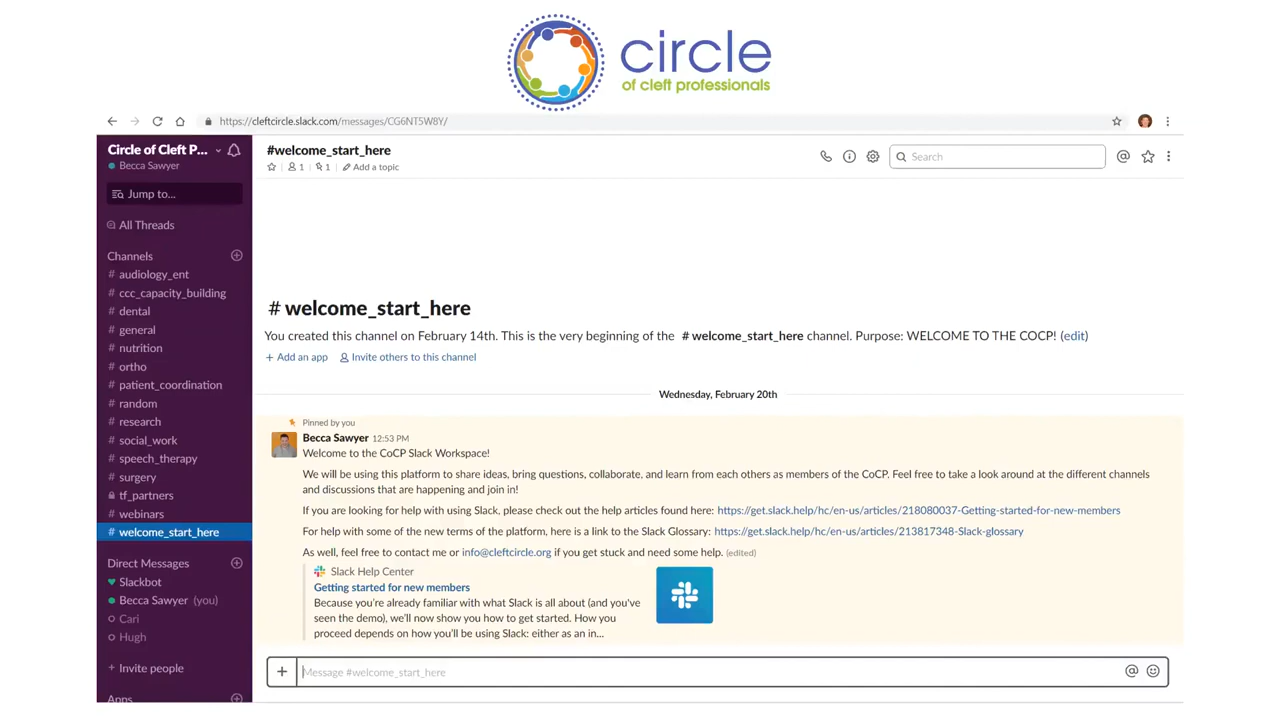 circle
of cleft professionals
https://cleftcircle.slack.com/messages/CG6NT5W8Y/
Circle of Cleft P...
Becca Sawyer
Jump to...
All Threads
Channels
# audiology_ent
# ccc_capacity_building
# dental
# general
# nutrition
# ortho
# patient_coordination
# random
# research
# social_work
# speech_therapy
# surgery
tf_partners
# webinars
# welcome_start_here
Direct Messages
Slackbot
Becca Sawyer (you)
Cari
Hugh
+ Invite people
Apps
#welcome_start_here
1 1 Add a topic
Search
# welcome_start_here
You created this channel on February 14th. This is the very beginning of the # welcome_start_here channel. Purpose: WELCOME TO THE COCP! (edit)
+ Add an app Invite others to this channel
Wednesday, February 20th
Pinned by you
Becca Sawyer 12:53 PM
Welcome to the CoCP Slack Workspace!
We will be using this platform to share ideas, bring questions, collaborate, and learn from each others as members of the CoCP. Feel free to take a look around at the different channels
and discussions that are happening and join in!
If you are looking for help with using Slack, please check out the help articles found here: https://get.slack.help/hc/en-us/articles/218080037-Getting-started-for-new-members
For help with some of the new terms of the platform, here is a link to the Slack Glossary: https://get.slack.help/hc/en-us/articles/213817348-Slack-glossary
As well, feel free to contact me or info@cleftcircle.org if you get stuck and need some help. (edited)
Slack Help Center
Getting started for new members
Because you're already familiar with what Slack is all about (and you've
seen the demo), we'll now show you how to get started. How you
proceed depends on how you'll be using Slack: either as an in...
+ Message #welcome_start_here